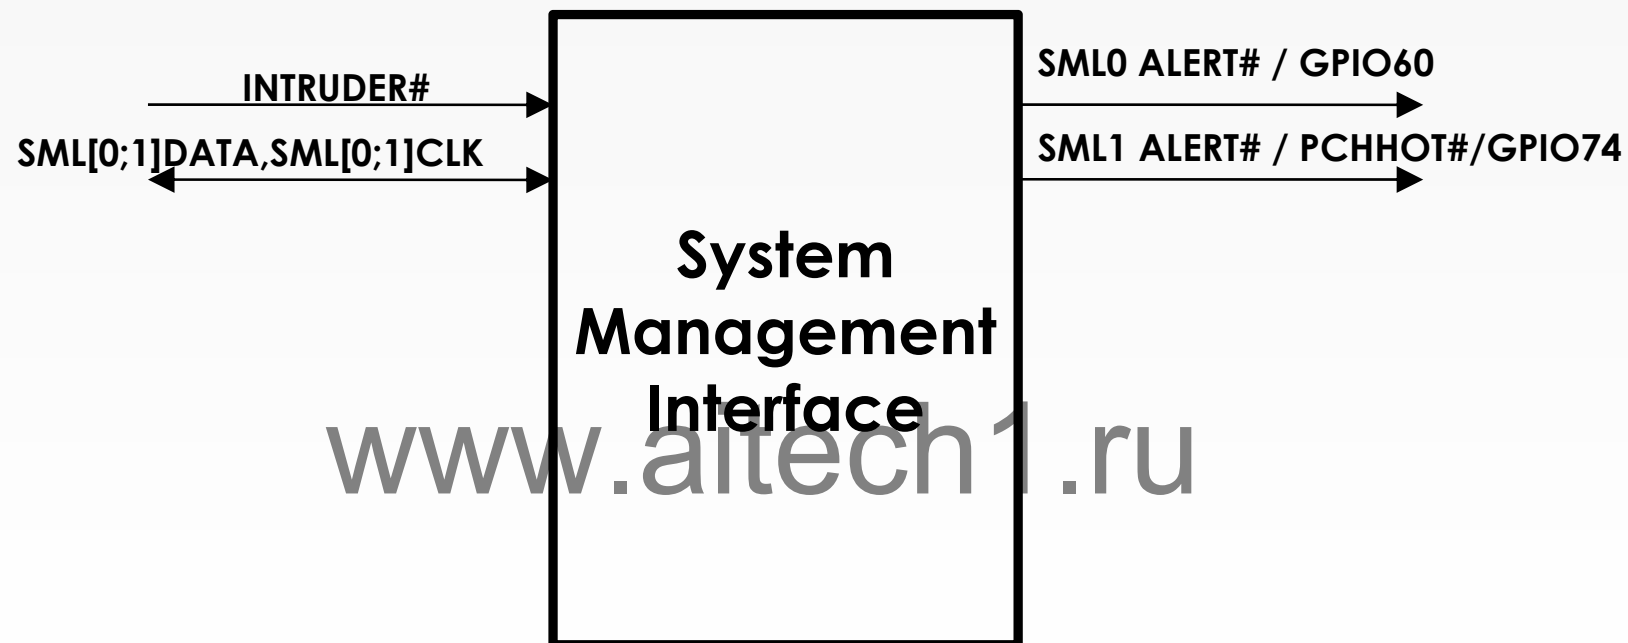 SML0 ALERT# / GPIO60
INTRUDER#
SML[0;1]DATA,SML[0;1]CLK
SML1 ALERT# / PCHHOT#/GPIO74
System
Management
Interface
www.aitech1.ru